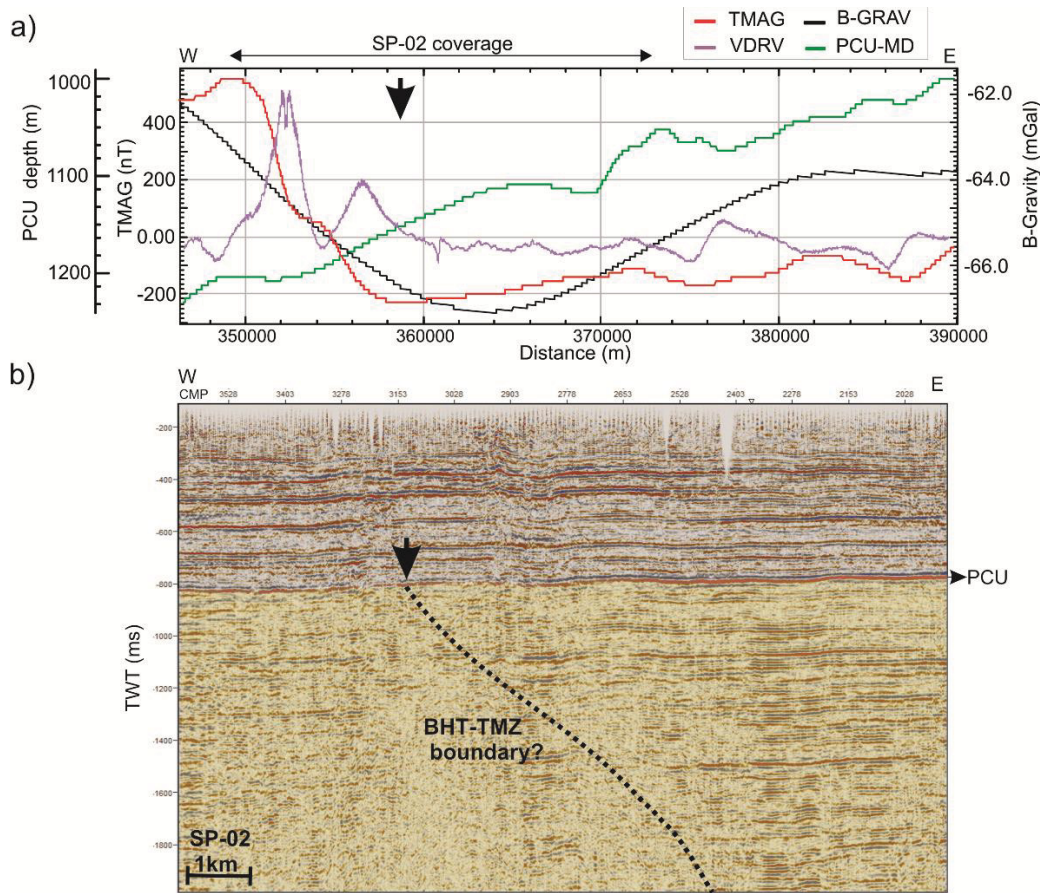 a)
TMAG B-GRAV
VDRV PCU-MD
W SP-02 coverage E
1000
1100
1200
PCU depth (m)
400
200
0.00
-200
TMAG (nT)
-62.0
-64.0
-66.0
B-Gravity (mGal)
350000 360000 370000 380000 390000
Distance (m)
b)
W E
CMP 3528 3403 3278 3153 3028 2903 2778 2653 2528 2403 2278 2153 2028
-200
-400
-600
-800
-1000
-1200
-1400
-1600
-1800
TWT (ms)
PCU
BHT-TMZ
boundary?
SP-02
1km